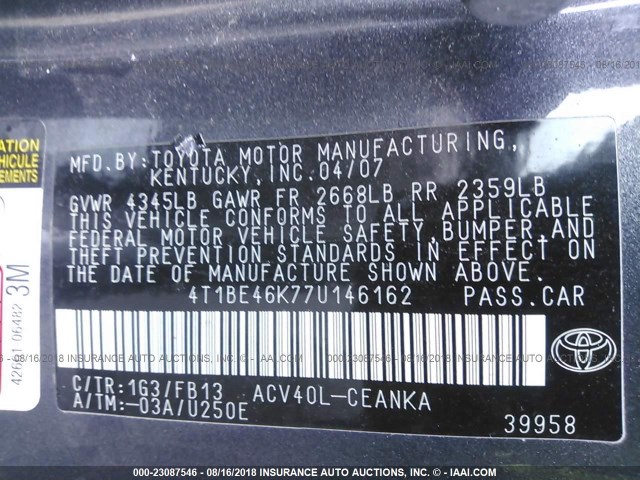 MFD.BY:TOYOTA MOTOR MANUFACTURING,
KENTUCKY,INC.04/07
GVWR 4345LB GAWR FR 2668LB RR 2359LB
THIS VEHICLE CONFORMS TO ALL APPLICABLE
FEDERAL MOTOR VEHICLE SAFETY, BUMPER, AND
THEFT PREVENTION STANDARDS IN EFFECT ON
THE DATE OF MANUFACTURE SHOWN ABOVE.
4T1BE46K77U146162 PASS.CAR
C/TR:1G3/FB13 ACV40L-CEANKA
A/TM:-03A/U250E
39958
ATION
VEHICULE
EMENTS
3M
000-23087546 - 08/16/2018 INSURANCE AUTO AUCTIONS, INC. - © - IAAI.COM